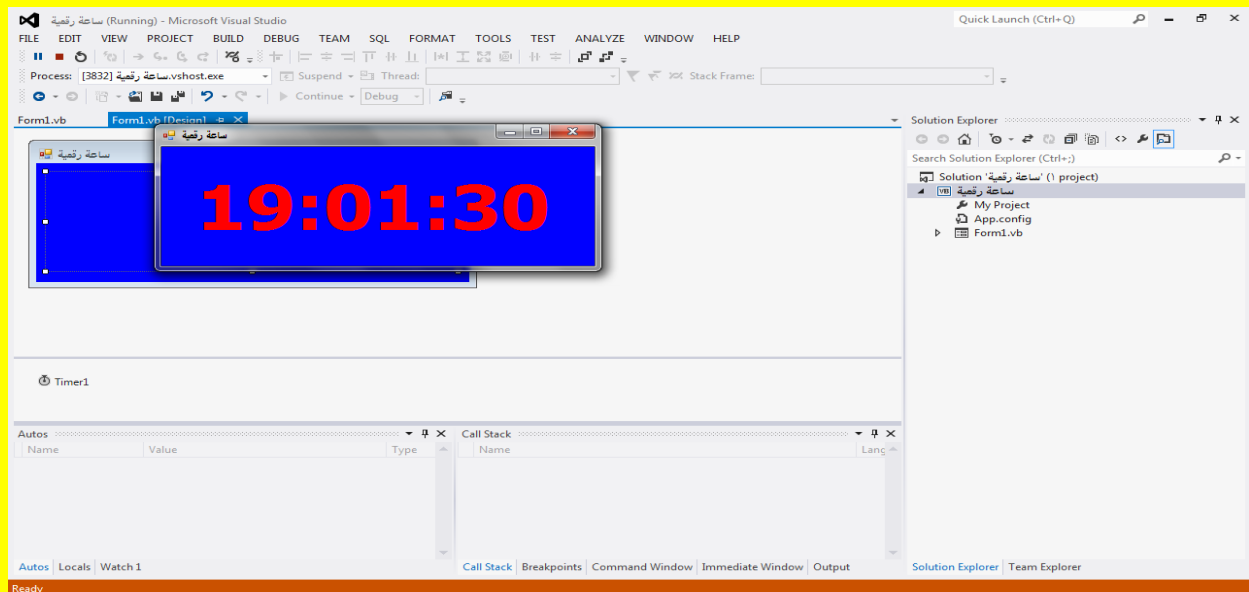 ساعة رقمية (Running) - Microsoft Visual Studio
Quick Launch (Ctrl+Q)
FILE EDIT VIEW PROJECT BUILD DEBUG TEAM SQL FORMAT TOOLS TEST ANALYZE WINDOW HELP
Process: [3832] ساعة رقمية.vshost.exe Suspend Thread: Stack Frame:
Continue Debug
Form1.vb Form1.vb [Design]
ساعة رقمية
ساعة رقمية
19:01:30
Timer1
Solution Explorer
Search Solution Explorer (Ctrl+;)
Solution 'ساعة رقمية' (١ project)
ساعة رقمية
My Project
App.config
Form1.vb
Autos
Name Value Type
Call Stack
Name Lang
Autos Locals Watch 1
Call Stack Breakpoints Command Window Immediate Window Output
Solution Explorer Team Explorer
Ready